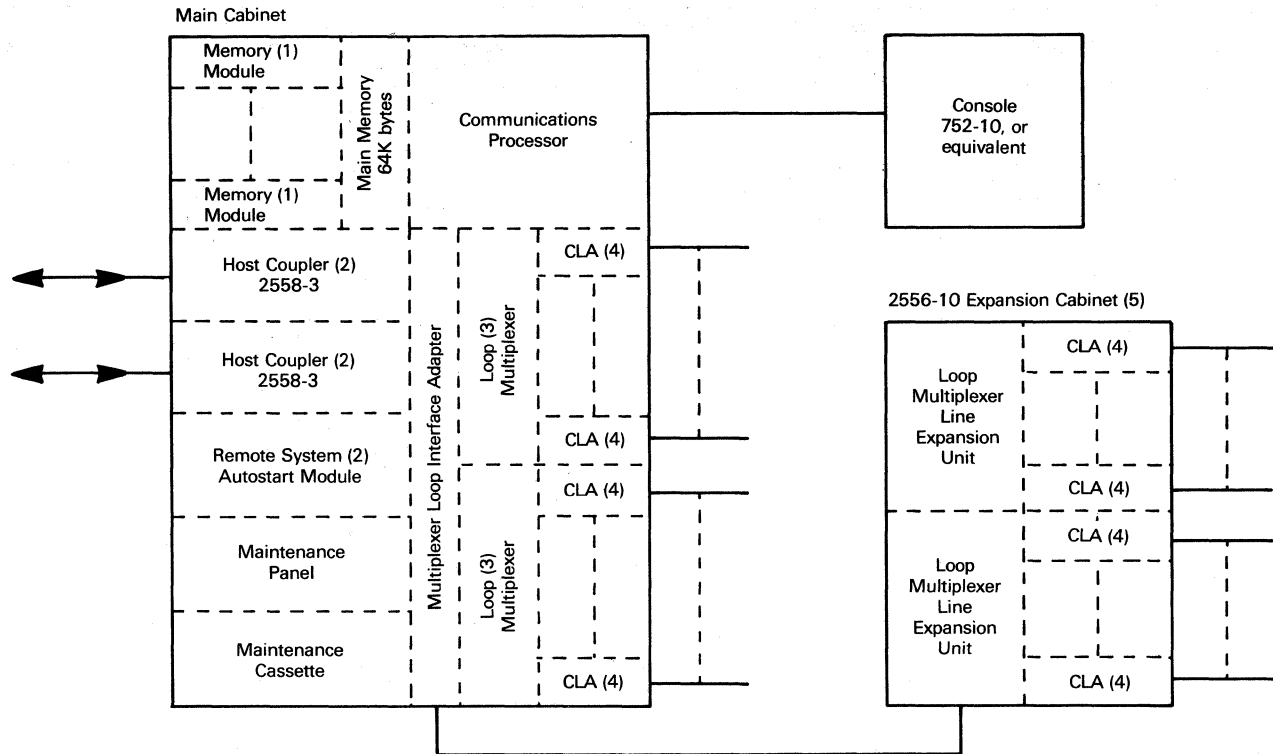 Main Cabinet
Memory (1)
Module
Memory (1)
Module
Main Memory
64K bytes
Communications
Processor
Console
752-10, or
equivalent
Host Coupler (2)
2558-3
Host Coupler (2)
2558-3
Remote System (2)
Autostart Module
Maintenance
Panel
Maintenance
Cassette
Multiplexer Loop Interface Adapter
Loop (3)
Multiplexer
Loop (3)
Multiplexer
CLA (4)
CLA (4)
CLA (4)
CLA (4)
2556-10 Expansion Cabinet (5)
Loop
Multiplexer
Line
Expansion
Unit
Loop
Multiplexer
Line
Expansion
Unit
CLA (4)
CLA (4)
CLA (4)
CLA (4)